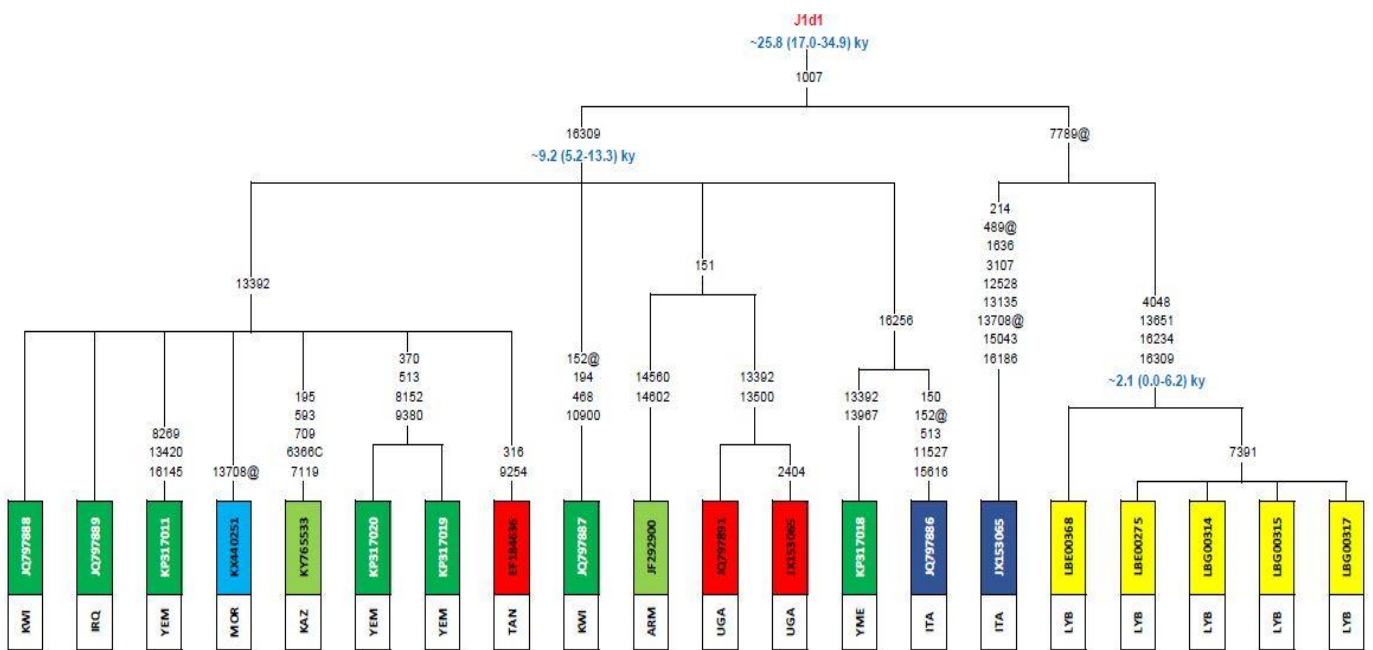 J1d1
~25.8 (17.0-34.9) ky
1007
16309
~9.2 (5.2-13.3) ky
7789@
13392
151
16256
214
489@
1636
3107
12528
13135
13708@
15043
16186
4048
13651
16234
16309
~2.1 (0.0-6.2) ky
8269
13420
16145
13708@
195
593
709
6366C
7119
370
513
8152
9380
316
9254
152@
194
468
10900
14560
14602
13392
13500
2404
13392
13967
150
152@
513
11527
15616
7391
JQ797888
JQ797889
KP317011
KX440251
KY765533
KP317020
KP317019
EF184636
JQ797887
JF292900
JQ797891
JX153065
KP317018
JQ797886
JX153065
LBE00368
LBE00275
LBG00314
LBG00315
LBG00317
KWI
IRQ
YEM
MOR
KAZ
YEM
YEM
TAN
KWI
ARM
UGA
UGA
YME
ITA
ITA
LYB
LYB
LYB
LYB
LYB